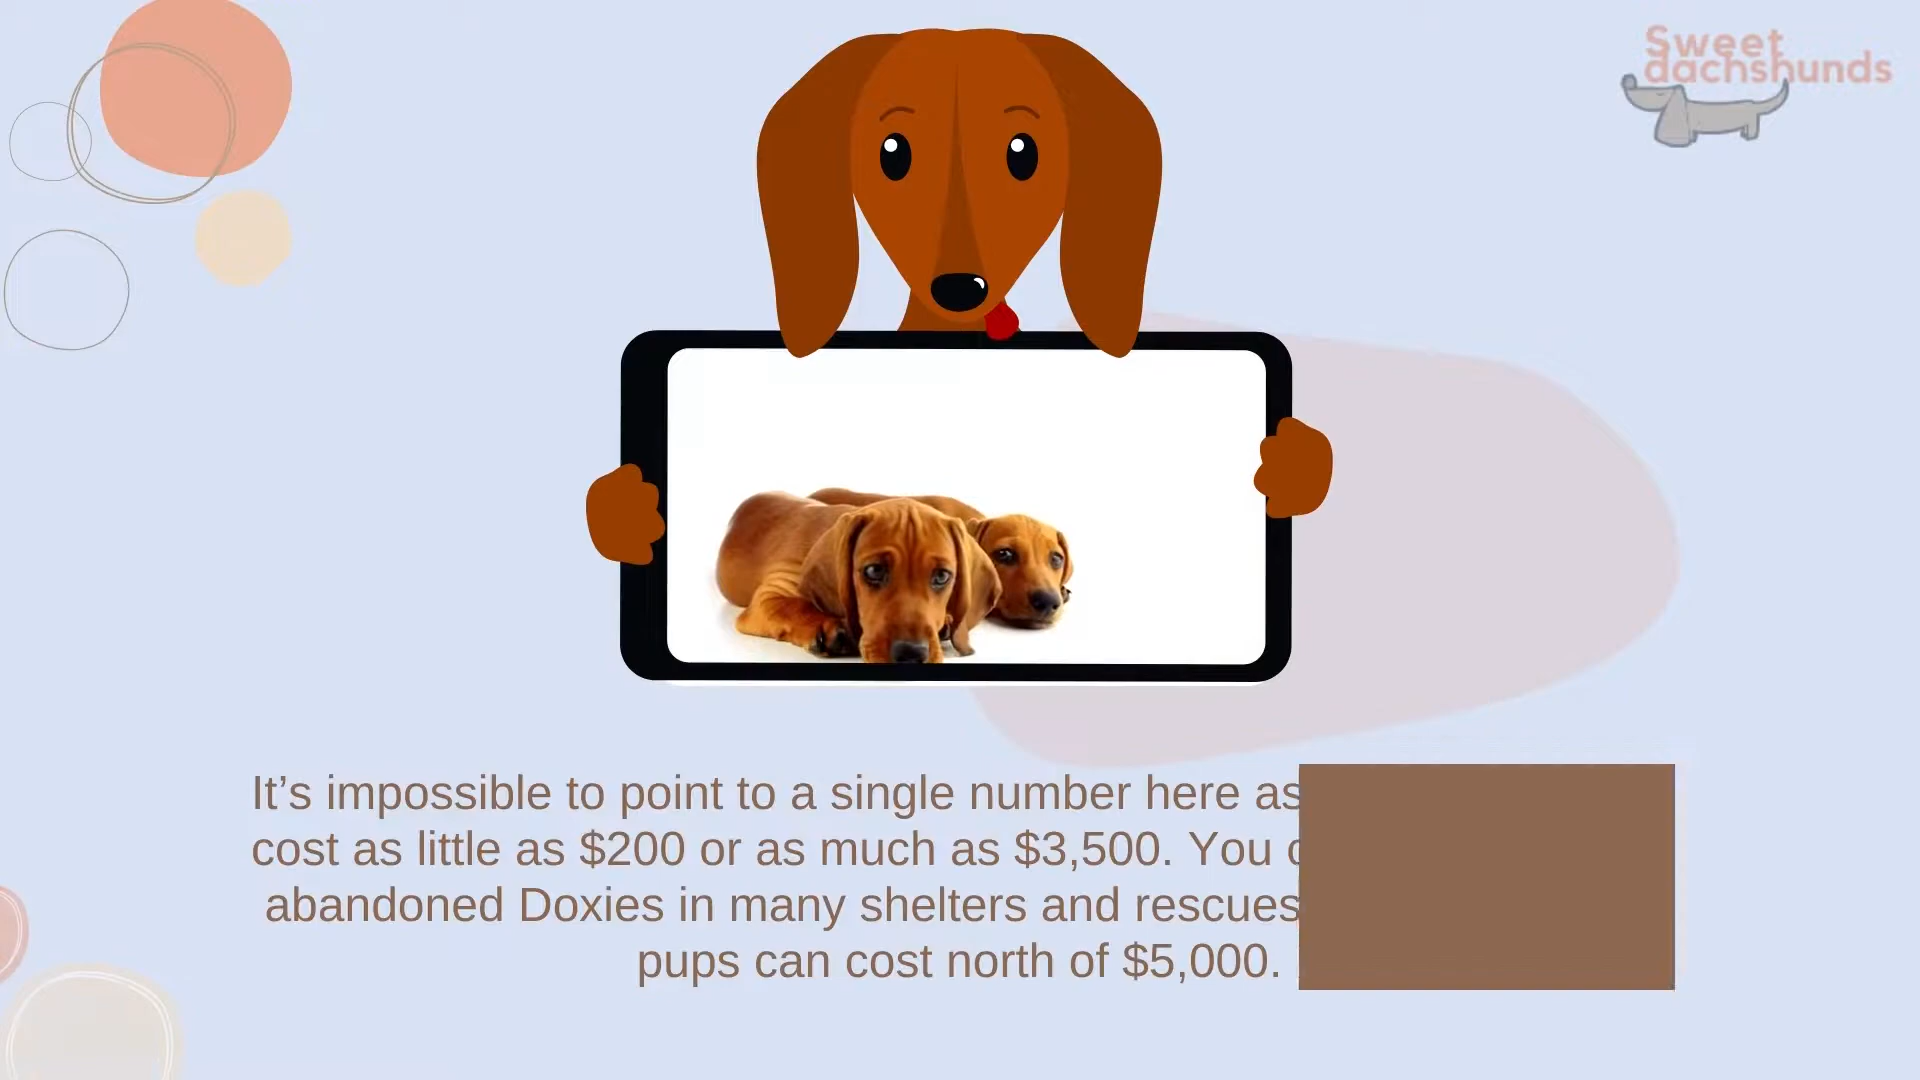 Sweet
dachshunds
It’s impossible to point to a single number here as
cost as little as $200 or as much as $3,500. You
abandoned Doxies in many shelters and rescues
pups can cost north of $5,000.